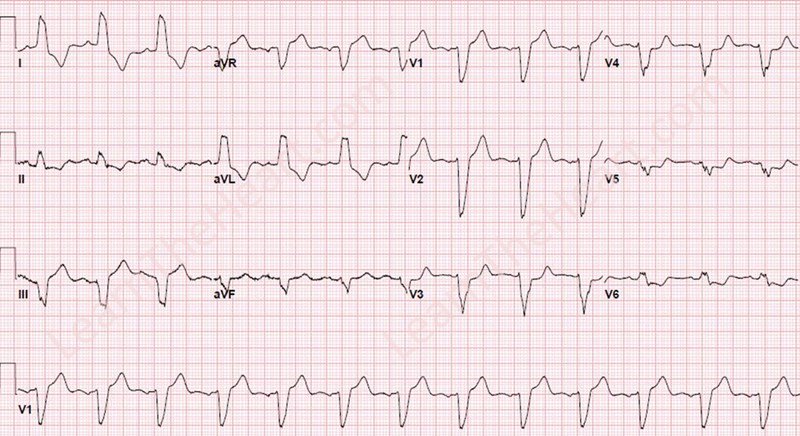 I aVR V1 V4
II aVL V2 V5
III aVF V3 V6
V1
LearnTheHeart.com
LearnTheHeart.com